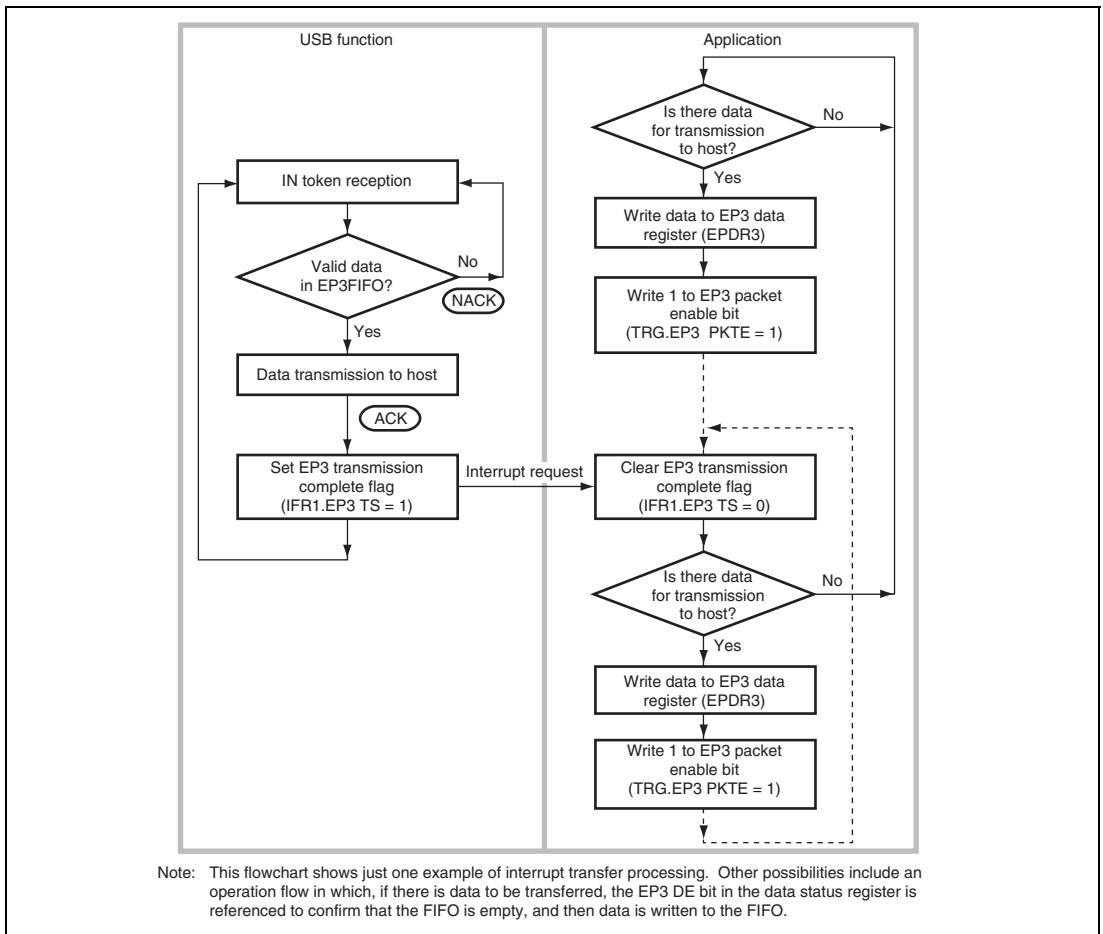 USB function
Application
IN token reception
Valid data
in EP3FIFO?
No
NACK
Yes
Data transmission to host
ACK
Set EP3 transmission
complete flag
(IFR1.EP3 TS = 1)
Interrupt request
Is there data
for transmission
to host?
No
Yes
Write data to EP3 data
register (EPDR3)
Write 1 to EP3 packet
enable bit
(TRG.EP3 PKTE = 1)
Clear EP3 transmission
complete flag
(IFR1.EP3 TS = 0)
Is there data
for transmission
to host?
No
Yes
Write data to EP3 data
register (EPDR3)
Write 1 to EP3 packet
enable bit
(TRG.EP3 PKTE = 1)
Note: This flowchart shows just one example of interrupt transfer processing. Other possibilities include an
operation flow in which, if there is data to be transferred, the EP3 DE bit in the data status register is
referenced to confirm that the FIFO is empty, and then data is written to the FIFO.